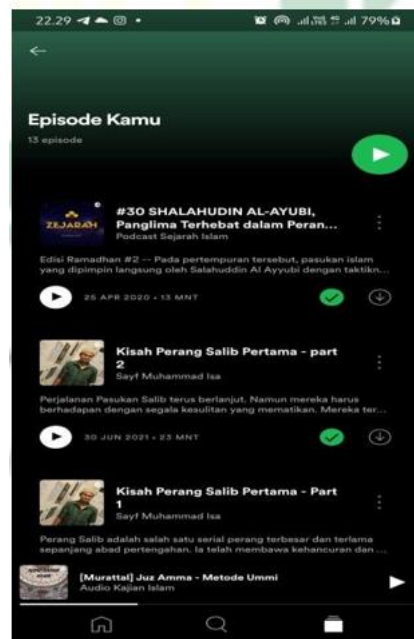 22.29
79%
Episode Kamu
13 episode
ZEJARAH
#30 SHALAHUDIN AL-AYUBI,
Panglima Terhebat dalam Peran...
Podcast Sejarah Islam
Edisi Ramadhan #2 -- Pada pertempuran tersebut, pasukan islam
yang dipimpin langsung oleh Salahuddin Al Ayyubi dengan taktikn...
25 APR 2020 • 13 MNT
Kisah Perang Salib Pertama - part
2
Sayf Muhammad Isa
Perjalanan Pasukan Salib terus berlanjut. Namun mereka harus
berhadapan dengan segala kesulitan yang mematikan. Mereka ter...
30 JUN 2021 • 23 MNT
Kisah Perang Salib Pertama - Part
1
Sayf Muhammad Isa
Perang Salib adalah salah satu serial perang terbesar dan terlama
sepanjang abad pertengahan. Ia telah membawa kehancuran dan ...
[Murattal] Juz Amma - Metode Ummi
Audio Kajian Islam